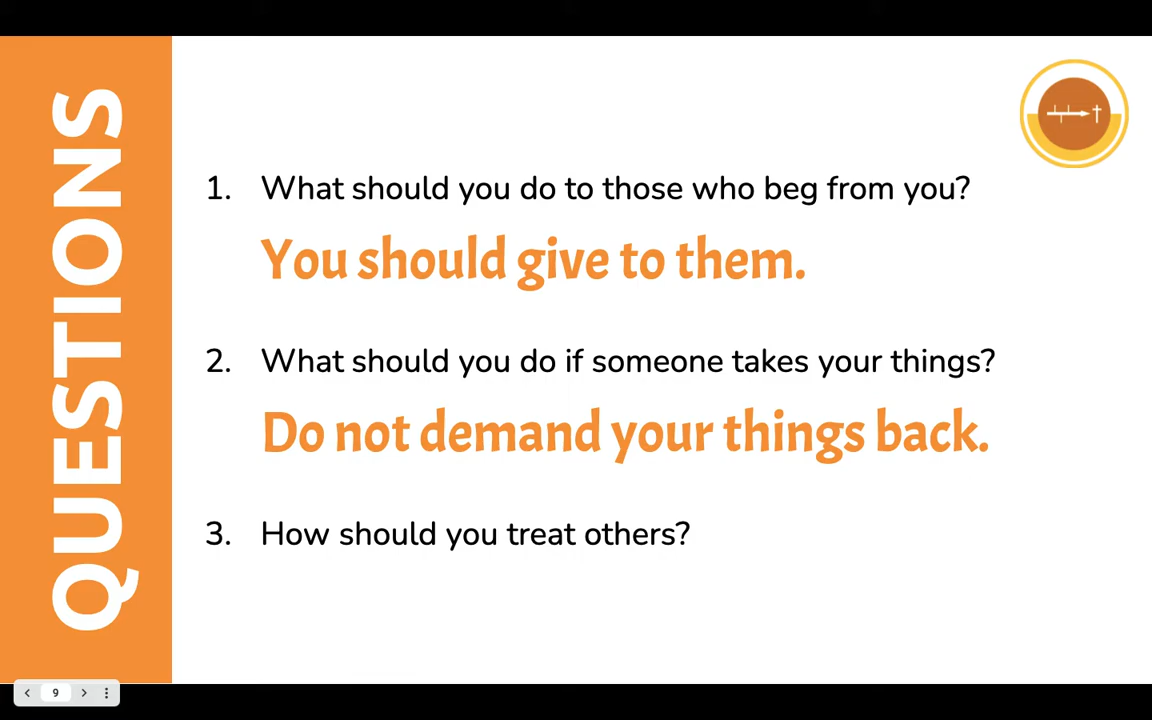 QUESTIONS
1. What should you do to those who beg from you?
You should give to them.
2. What should you do if someone takes your things?
Do not demand your things back.
3. How should you treat others?
9